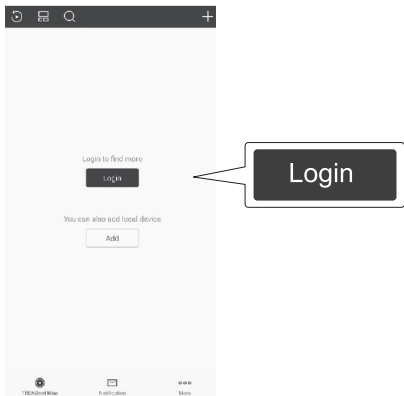 Login to find more
Login
Login
You can also add local device
Add
TRENDnetVIew
Notification
More